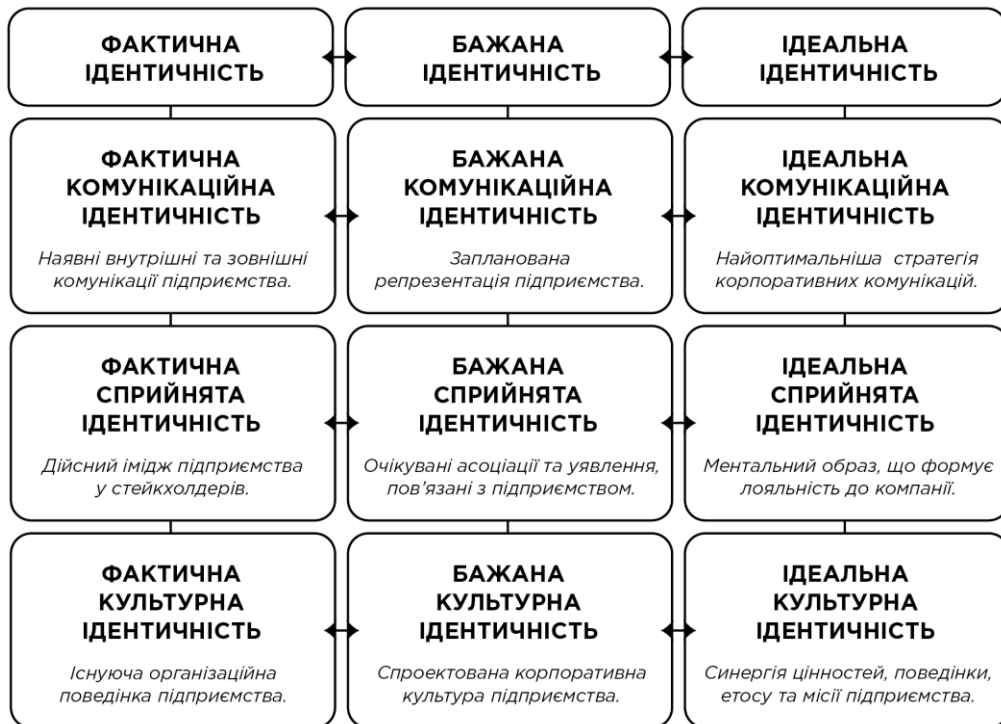 ФАКТИЧНА
ІДЕНТИЧНІСТЬ
БАЖАНА
ІДЕНТИЧНІСТЬ
ІДЕАЛЬНА
ІДЕНТИЧНІСТЬ
ФАКТИЧНА
КОМУНІКАЦІЙНА
ІДЕНТИЧНІСТЬ
Наявні внутрішні та зовнішні
комунікації підприємства.
БАЖАНА
КОМУНІКАЦІЙНА
ІДЕНТИЧНІСТЬ
Запланована
репрезентація підприємства.
ІДЕАЛЬНА
КОМУНІКАЦІЙНА
ІДЕНТИЧНІСТЬ
Найоптимальніша стратегія
корпоративних комунікацій.
ФАКТИЧНА
СПРИЙНЯТА
ІДЕНТИЧНІСТЬ
Дійсний імідж підприємства
у стейкхолдерів.
БАЖАНА
СПРИЙНЯТА
ІДЕНТИЧНІСТЬ
Очікувані асоціації та уявлення,
пов'язані з підприємством.
ІДЕАЛЬНА
СПРИЙНЯТА
ІДЕНТИЧНІСТЬ
Ментальний образ, що формує
лояльність до компанії.
ФАКТИЧНА
КУЛЬТУРНА
ІДЕНТИЧНІСТЬ
Існуюча організаційна
поведінка підприємства.
БАЖАНА
КУЛЬТУРНА
ІДЕНТИЧНІСТЬ
Спроектована корпоративна
культура підприємства.
ІДЕАЛЬНА
КУЛЬТУРНА
ІДЕНТИЧНІСТЬ
Синергія цінностей, поведінки,
етосу та місії підприємства.